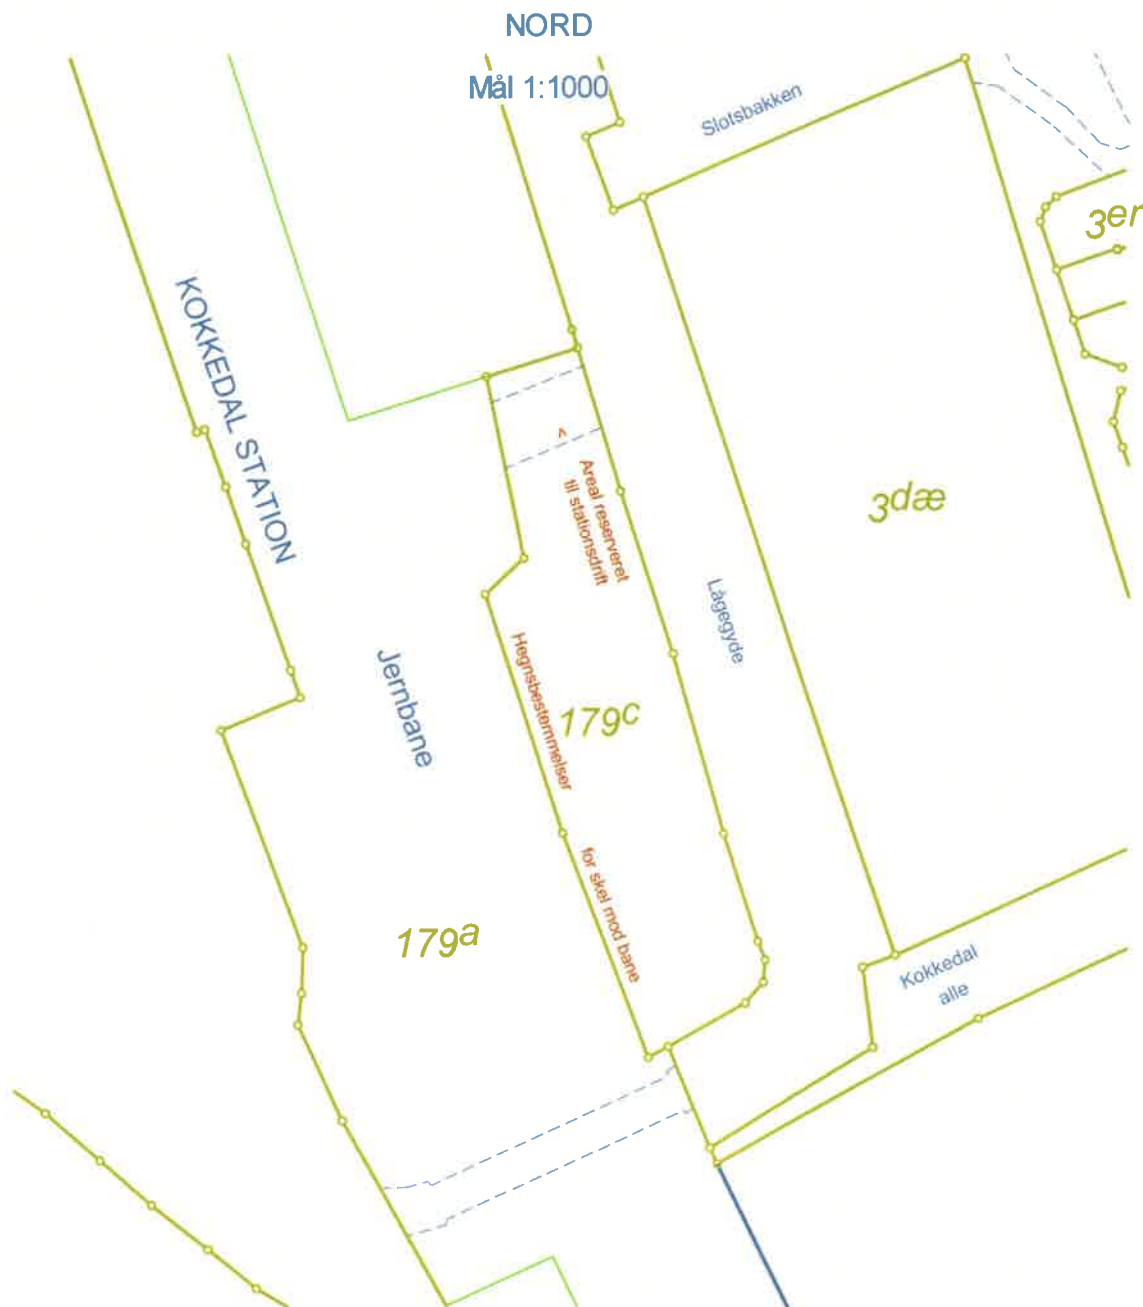 NORD
Mål 1:1000
Slotsbakken
3er
KOKKEDAL STATION
Areal reserveret
til stationsdrift
3dæ
Lågegyde
Jernbane
Hegnsbestemmelser
179c
for skel mod bane
179a
Kokkedal
alle